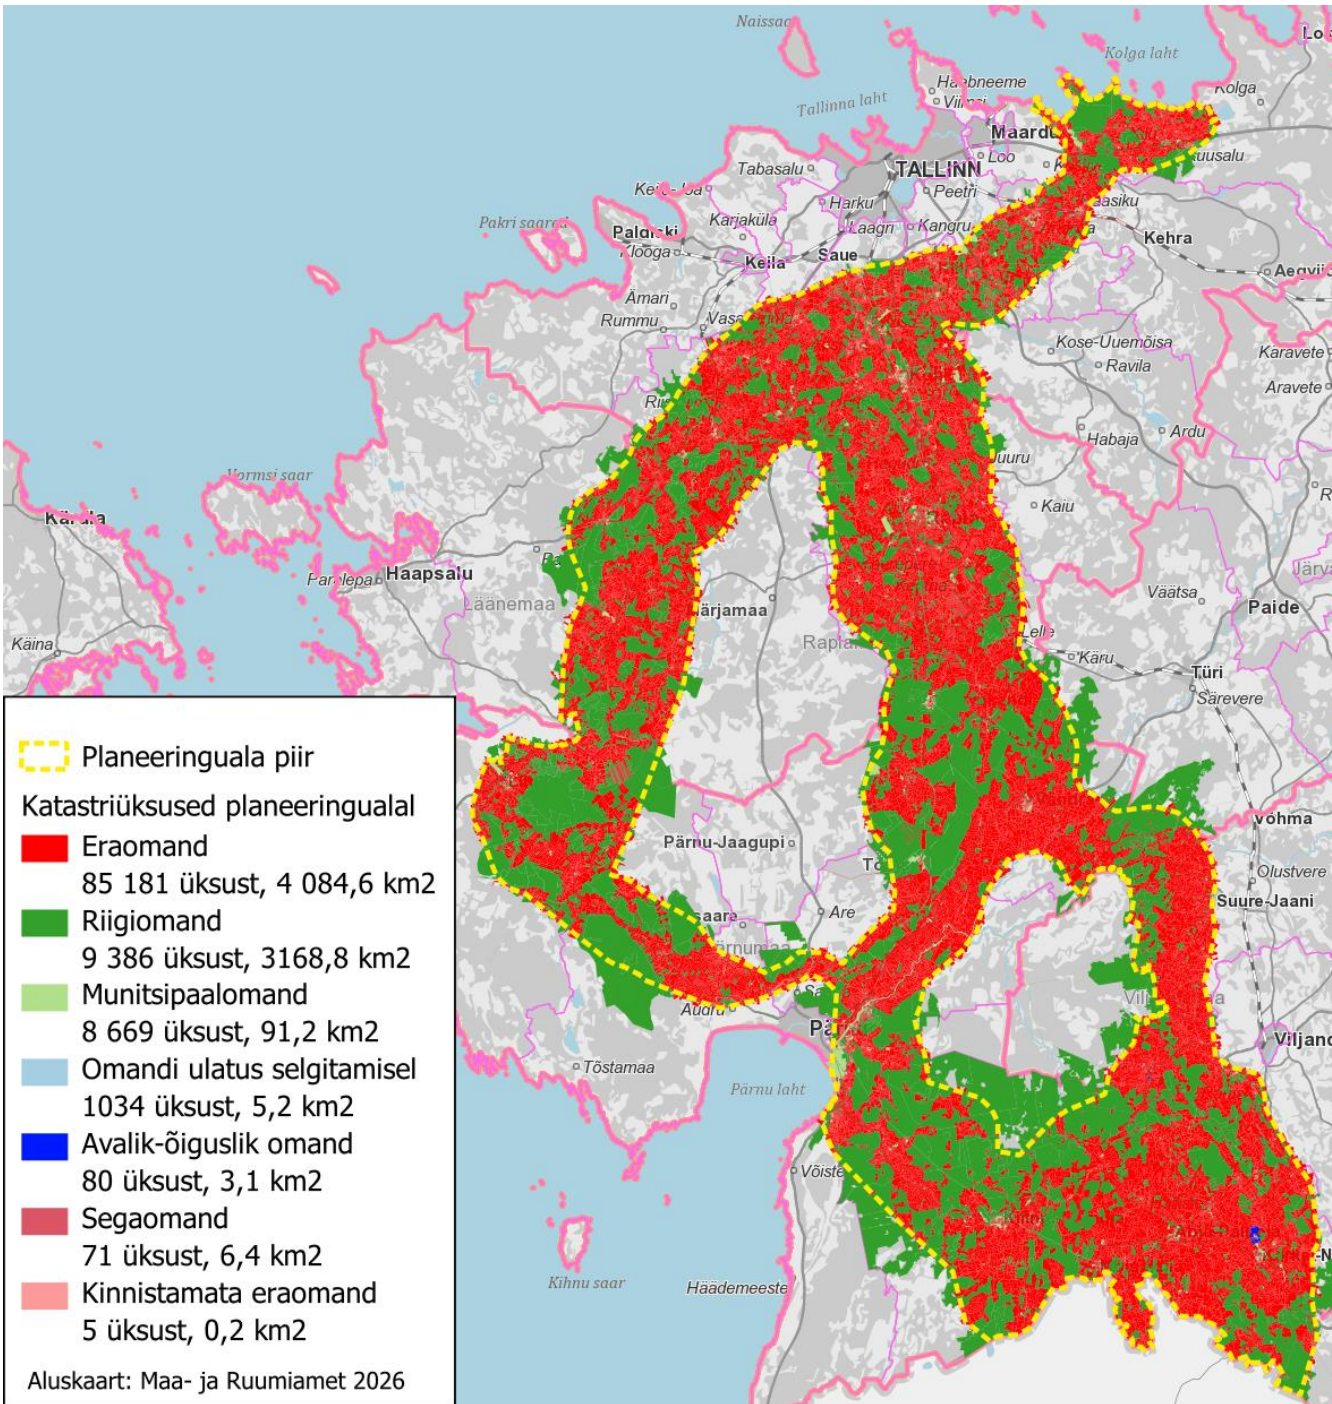 Naissaa
Kolga laht
Haabneeme
Viimsi
Kolga
Tallinna laht
Maardu
Loo
TALLINN
Tabasalu
Peetri
Harku
Karjaküla
Laagri
Kangru
Pakri saared
Paldiski
Klooga
Keila
Saue
Kehra
Ämari
Rummu
Kose-Uuemõisa
Ravila
Karavete
Aravete
Ardu
Habaja
Kaiu
Vormsi saar
Kärdla
Haapsalu
Läänemaa
Käina
Väätsa
Paide
Lelle
Käru
Türi
Särevere
Võhma
Pärnu-Jaagupi
Olustvere
Suure-Jaani
Are
Audru
Tõstamaa
Pärnu laht
Võiste
Kihnu saar
Häädemeeste
Planeeringuala piir
Katastriüksused planeeringualal
Eraomand
85 181 üksust, 4 084,6 km2
Riigiomand
9 386 üksust, 3168,8 km2
Munitsipaalomand
8 669 üksust, 91,2 km2
Omandi ulatus selgitamisel
1034 üksust, 5,2 km2
Avalik-õiguslik omand
80 üksust, 3,1 km2
Segaomand
71 üksust, 6,4 km2
Kinnistamata eraomand
5 üksust, 0,2 km2
Aluskaart: Maa- ja Ruumiamet 2026